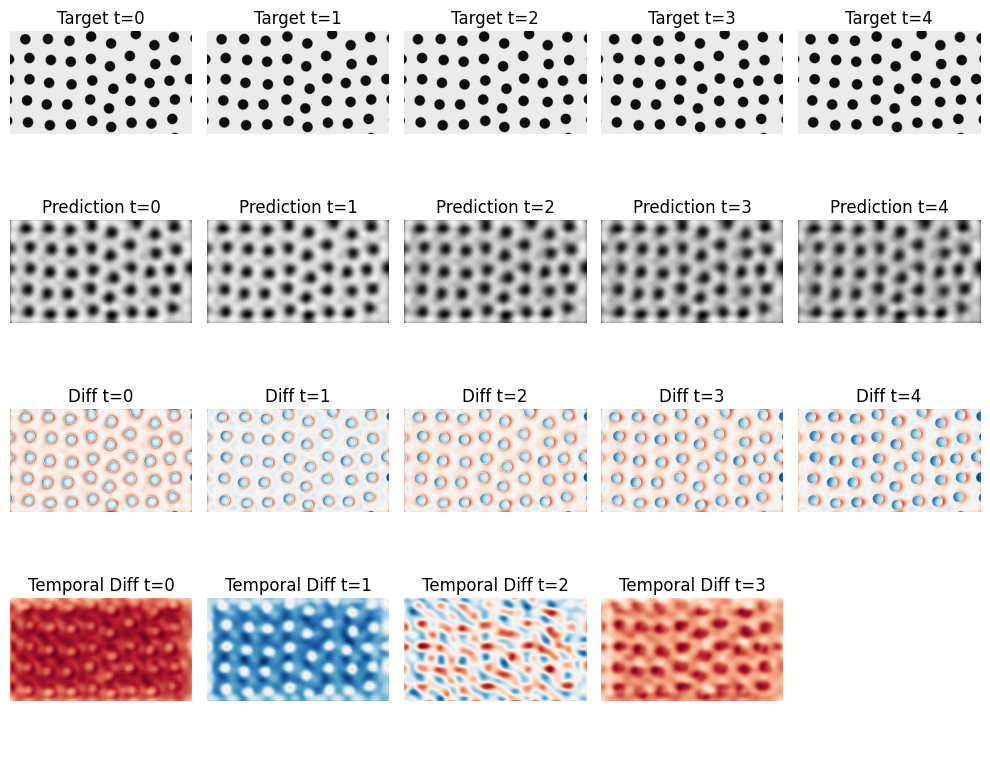 Target t=0 Target t=1 Target t=2 Target t=3 Target t=4
Prediction t=0 Prediction t=1 Prediction t=2 Prediction t=3 Prediction t=4
Diff t=0 Diff t=1 Diff t=2 Diff t=3 Diff t=4
Temporal Diff t=0 Temporal Diff t=1 Temporal Diff t=2 Temporal Diff t=3